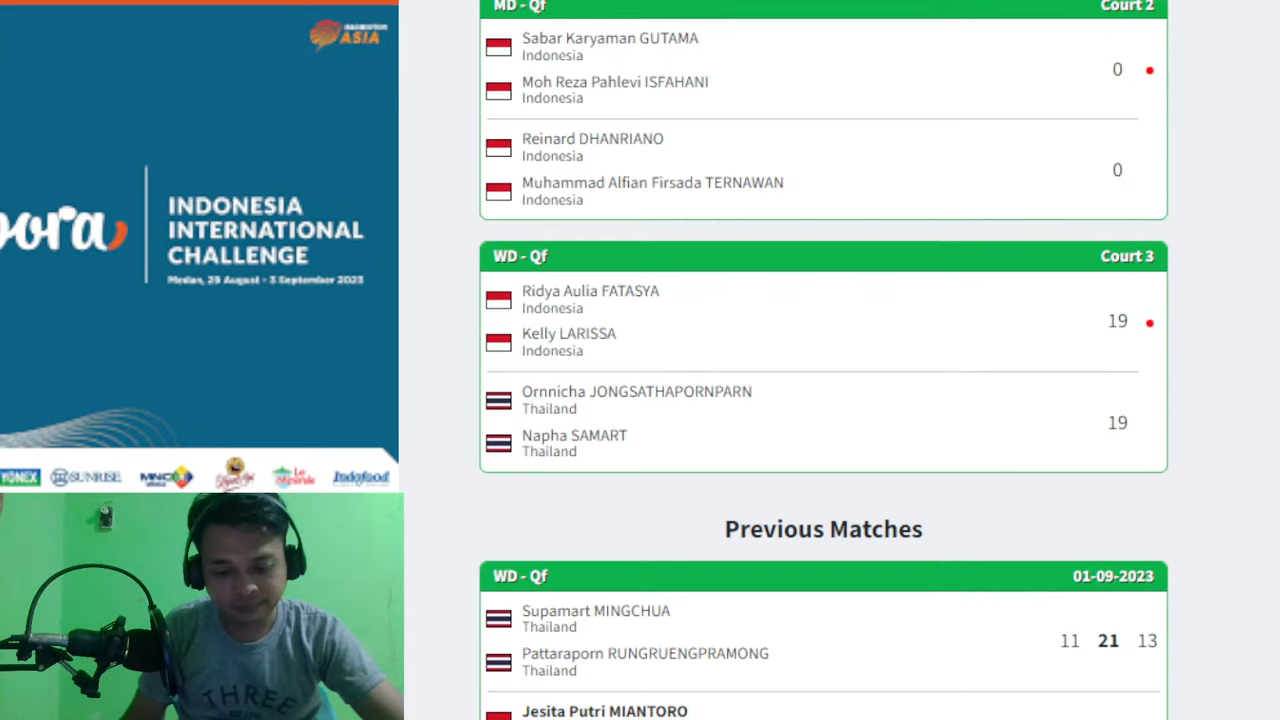 BADMINTON
ASIA
INDONESIA
INTERNATIONAL
CHALLENGE
Medan, 29 August - 3 September 2023
YONEX
SUNRISE
Le Minerale
Indofood
THREE
MD - Qf Court 2
Sabar Karyaman GUTAMA
Indonesia
0
Moh Reza Pahlevi ISFAHANI
Indonesia
Reinard DHANRIANO
Indonesia
0
Muhammad Alfian Firsada TERNAWAN
Indonesia
WD - Qf Court 3
Ridya Aulia FATASYA
Indonesia
19
Kelly LARISSA
Indonesia
Ornnicha JONGSATHAPORNPARN
Thailand
19
Napha SAMART
Thailand
Previous Matches
WD - Qf 01-09-2023
Supamart MINGCHUA
Thailand
11 21 13
Pattaraporn RUNGRUENGPRAMONG
Thailand
Jesita Putri MIANTORO